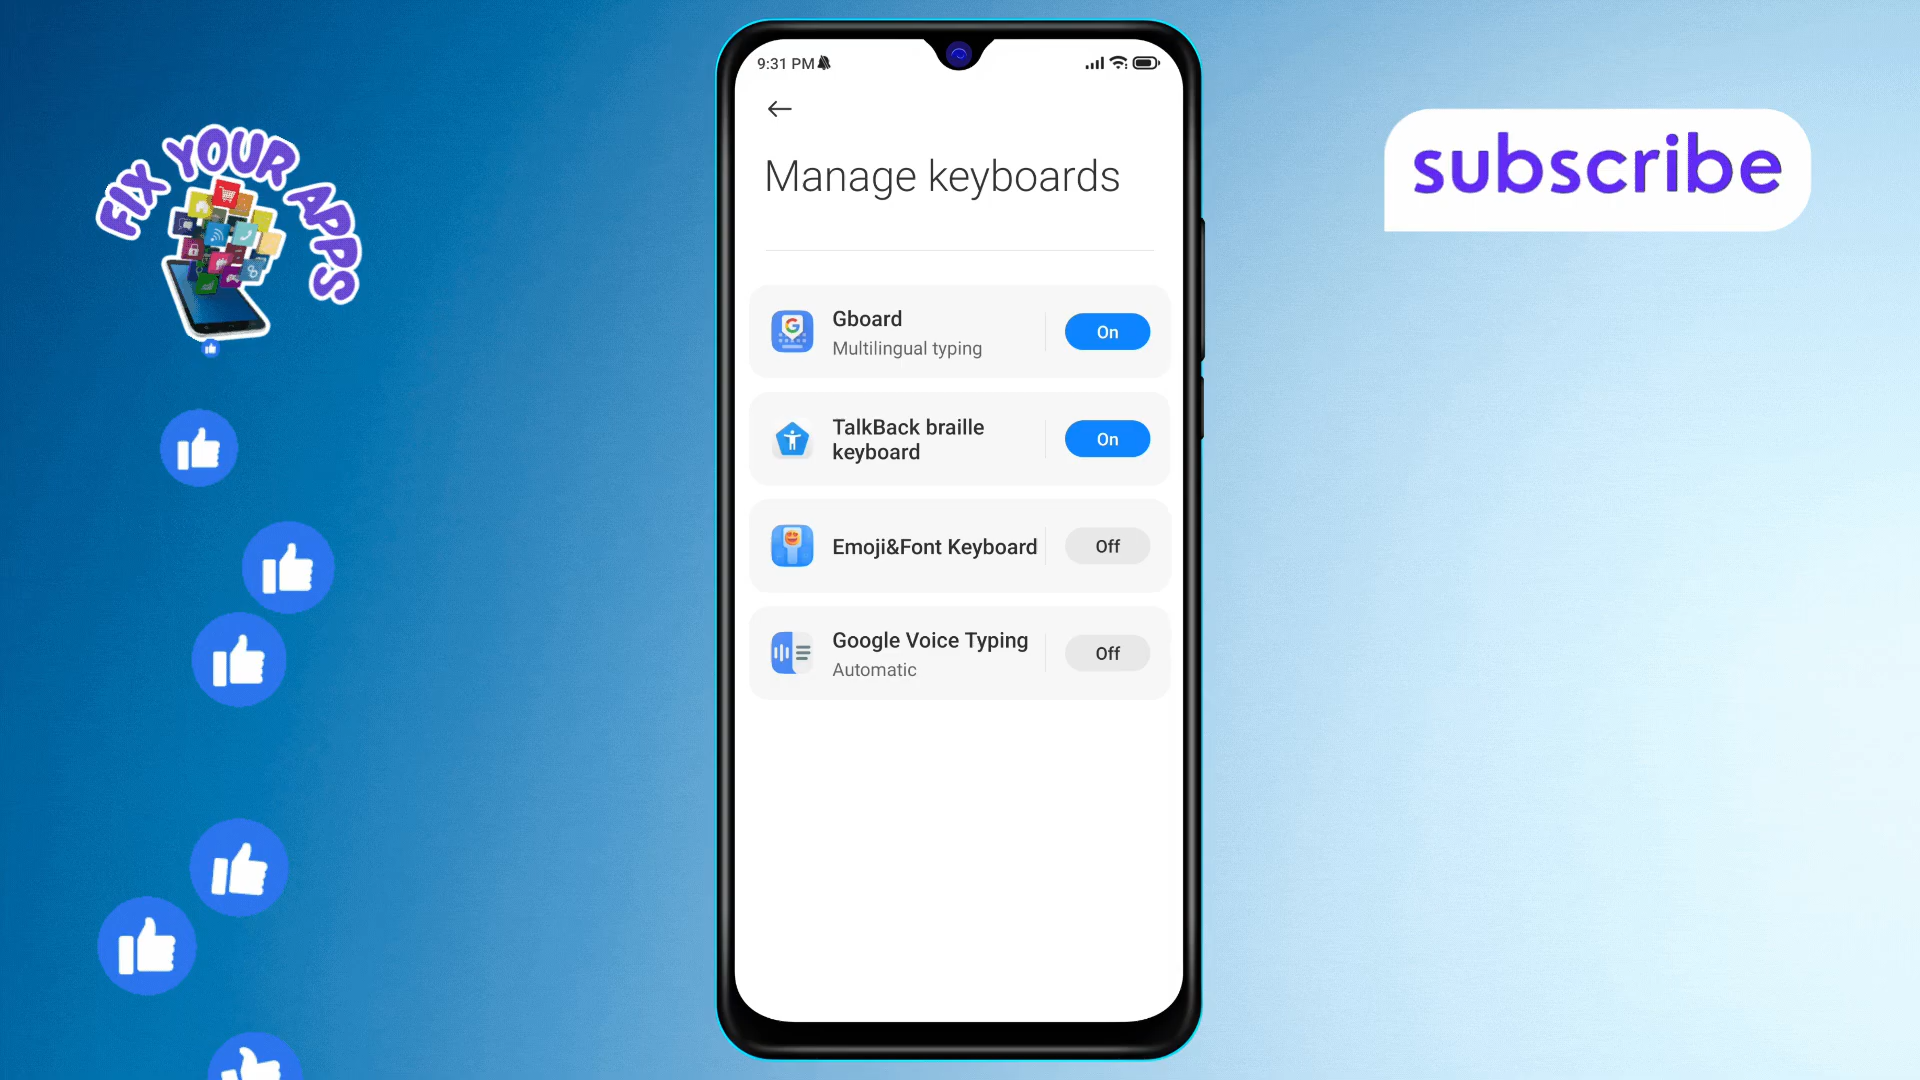 FIX YOUR APPS
9:31 PM
Manage keyboards
Gboard
Multilingual typing
On
TalkBack braille
keyboard
On
Emoji&Font Keyboard
Off
Google Voice Typing
Automatic
Off
subscribe